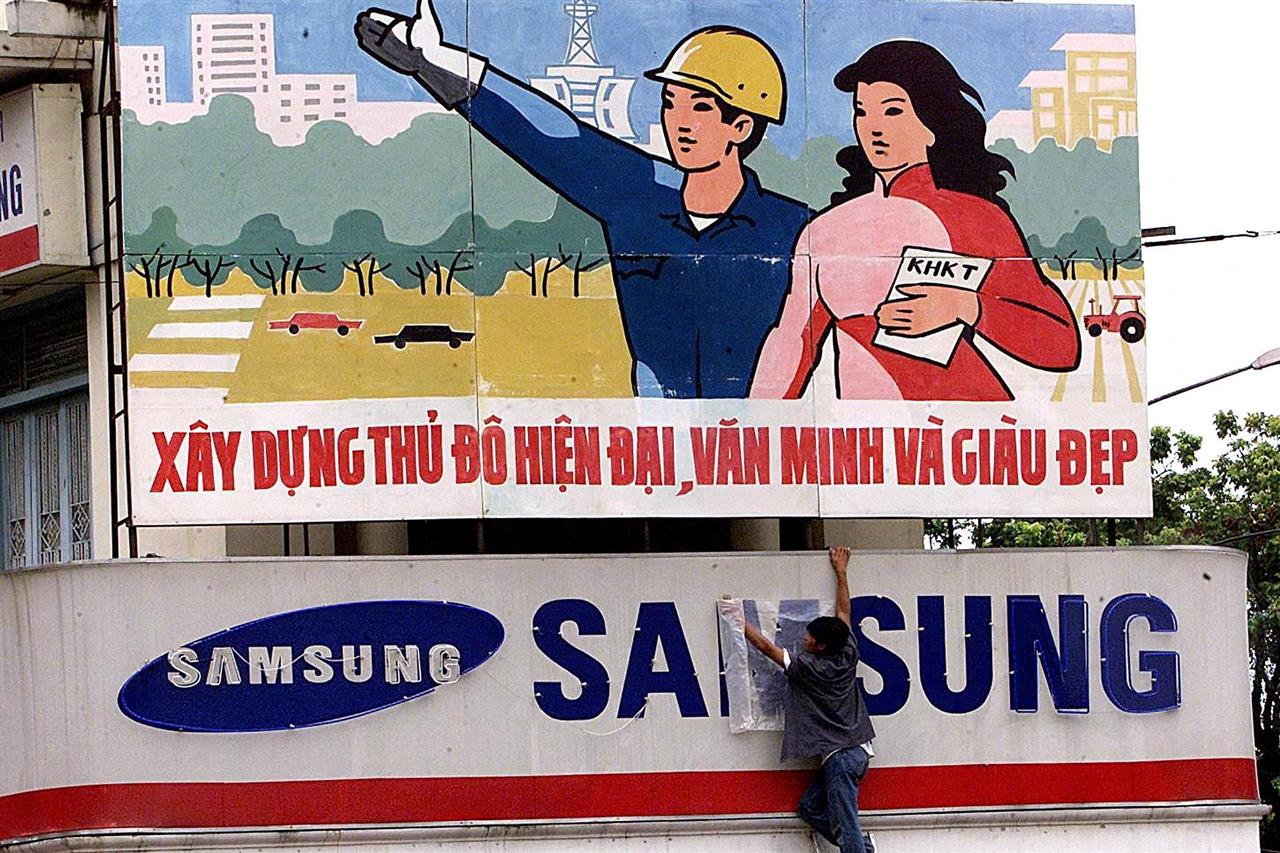 KHKT
XÂY DỰNG THỦ ĐÔ HIỆN ĐẠI, VĂN MINH VÀ GIÀU ĐẸP
SAMSUNG
SAMSUNG